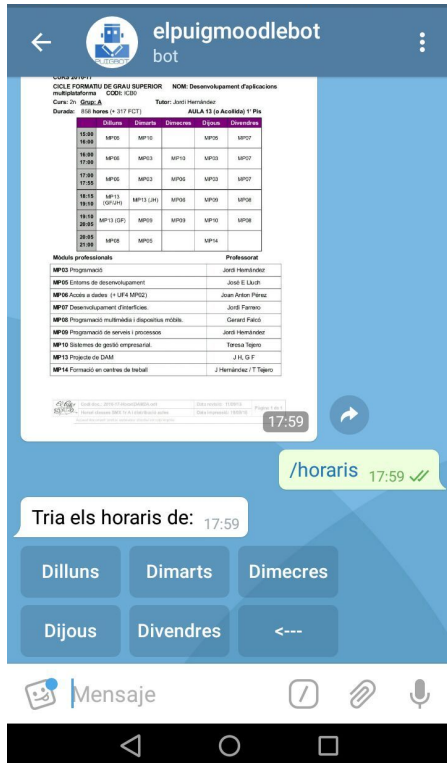 elpuigmoodlebot
bot
PUIGBOT
CICLE FORMATIU DE GRAU SUPERIOR NOM: Desenvolupament d'aplicacions
multiplataforma CODI: ICB0
Curs: 2n Grup: A Tutor: Jordi Hernández
Durada: 858 hores (+ 317 FCT) AULA 13 (o Acollida) 1' Pis
Dilluns Dimarts Dimecres Dijous Divendres
15:00
16:00 MP06 MP10 MP05 MP07
16:00
17:00 MP06 MP03 MP10 MP03 MP07
17:00
17:55 MP06 MP03 MP06 MP03 MP07
18:15
19:10 MP13 (GF/JH) MP13 (JH) MP06 MP09 MP08
19:10
20:05 MP13 (GF) MP09 MP09 MP10 MP08
20:05
21:00 MP08 MP05 MP14
Mòduls professionals Professorat
MP03 Programació Jordi Hernández
MP05 Entorns de desenvolupament José E Lluch
MP06 Accés a dades (+ UF4 MP02) Joan Anton Pérez
MP07 Desenvolupament d'interfícies. Jordi Farrero
MP08 Programació multimèdia i dispositius mòbils. Gerard Falcó
MP09 Programació de serveis i processos Jordi Hernández
MP10 Sistemes de gestió empresarial. Teresa Tejero
MP13 Projecte de DAM J H, G F
MP14 Formació en centres de treball J Hernández / T Tejero
17:59
/horaris 17:59
Tria els horaris de: 17:59
Dilluns Dimarts Dimecres
Dijous Divendres <---
Mensaje